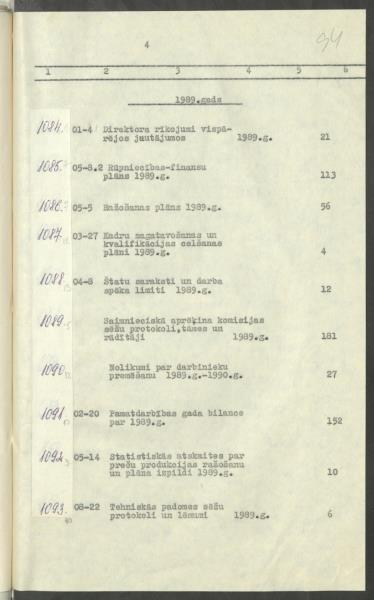 4
94
1 2 3 4 5 6
1989.gads
1084. 01-4 Direktora rīkojumi vispā-
rējos jautājumos 1989.g. 21
1085. 05-8.2 Rūpniecības-finansu
plāns 1989.g. 113
1086. 05-5 Ražošanas plāns 1989.g. 56
1087. 03-27 Kadru sagatavošanas un
kvalifikācijas celšanas
plāni 1989.g. 4
1088. 04-8 Štatu saraksti un darba
spēka limiti 1989.g. 12
1089. Saimnieciskā aprēķina komisijas
sēžu protokoli, tāmes un
rādītāji 1989.g. 181
1090. Nolikumi par darbinieku
premēšanu 1989.g.-1990.g. 27
1091. 02-20 Pamatdarbības gada bilance
par 1989.g. 152
1092. 05-14 Statistiskās atskaites par
preču produkcijas ražošanu
un plāna izpildi 1989.g. 10
1093. 08-22 Tehniskās padomes sēžu
protokoli un lēmumi 1989.g. 6